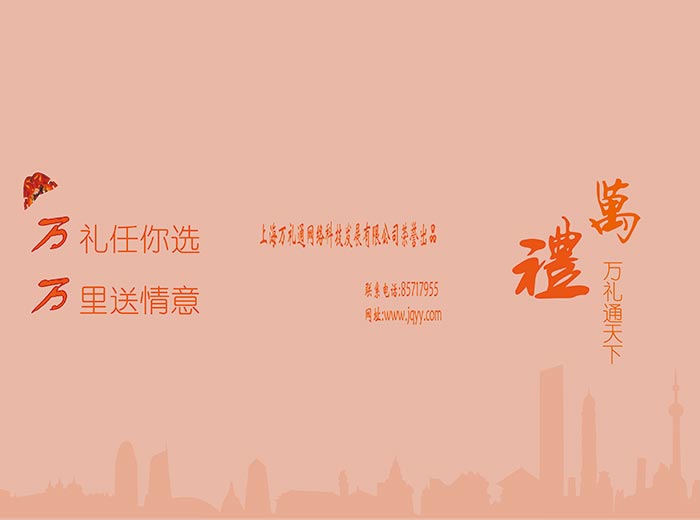 万礼任你选
万里送情意
上海万礼通网络科技发展有限公司荣誉出品
联系电话:85717955
网址:www.jqyy.com
萬禮
万礼通天下